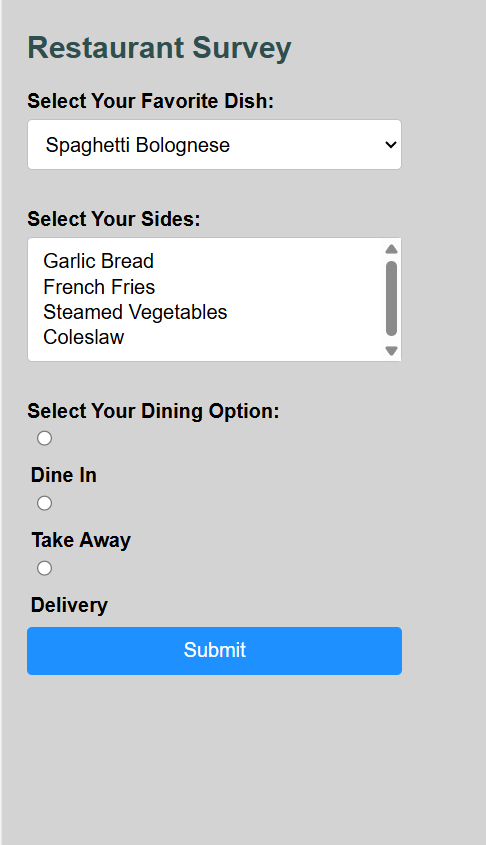 Restaurant Survey
Select Your Favorite Dish:
Spaghetti Bolognese
Select Your Sides:
Garlic Bread
French Fries
Steamed Vegetables
Coleslaw
Select Your Dining Option:
Dine In
Take Away
Delivery
Submit